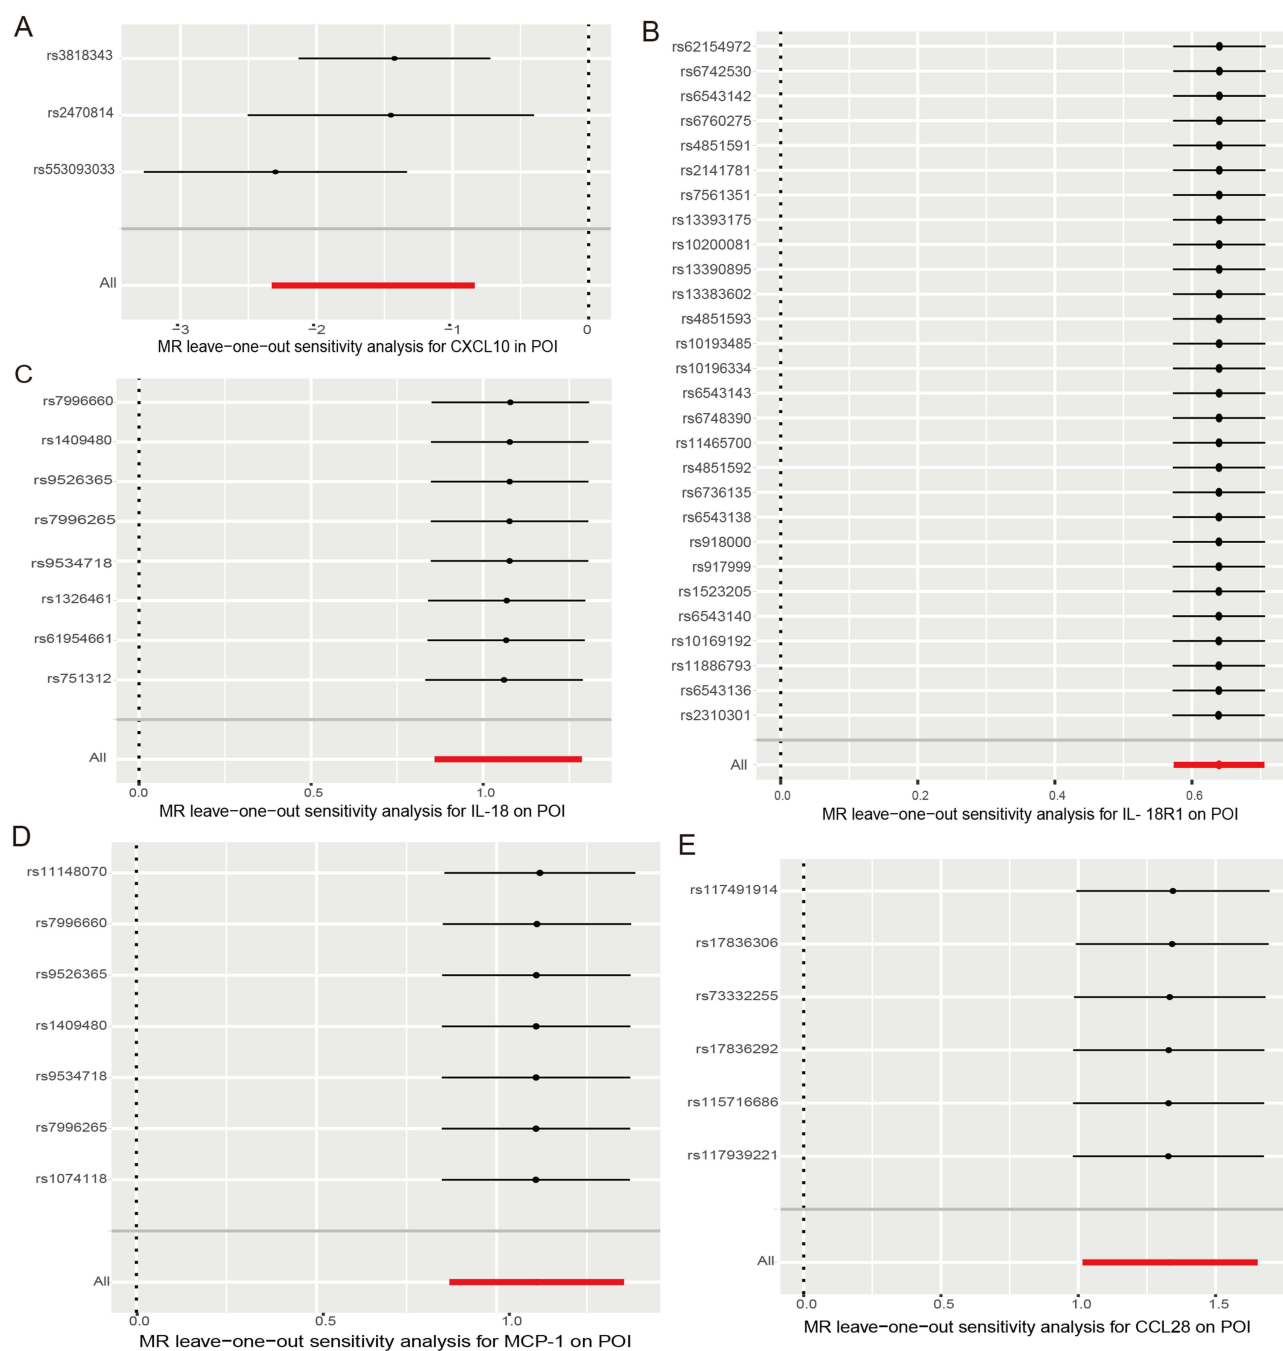 A
rs3818343
rs2470814
rs553093033
All
−3 −2 −1 0
MR leave−one−out sensitivity analysis for CXCL10 in POI
B
rs62154972
rs6742530
rs6543142
rs6760275
rs4851591
rs2141781
rs7561351
rs13393175
rs10200081
rs13390895
rs13383602
rs4851593
rs10193485
rs10196334
rs6543143
rs6748390
rs11465700
rs4851592
rs6736135
rs6543138
rs918000
rs917999
rs1523205
rs6543140
rs10169192
rs11886793
rs6543136
rs2310301
All
0.0 0.2 0.4 0.6
MR leave−one−out sensitivity analysis for IL- 18R1 on POI
C
rs7996660
rs1409480
rs9526365
rs7996265
rs9534718
rs1326461
rs61954661
rs751312
All
0.0 0.5 1.0
MR leave−one−out sensitivity analysis for IL-18 on POI
D
rs11148070
rs7996660
rs9526365
rs1409480
rs9534718
rs7996265
rs1074118
All
0.0 0.5 1.0
MR leave−one−out sensitivity analysis for MCP-1 on POI
E
rs117491914
rs17836306
rs73332255
rs17836292
rs115716686
rs117939221
All
0.0 0.5 1.0 1.5
MR leave−one−out sensitivity analysis for CCL28 on POI